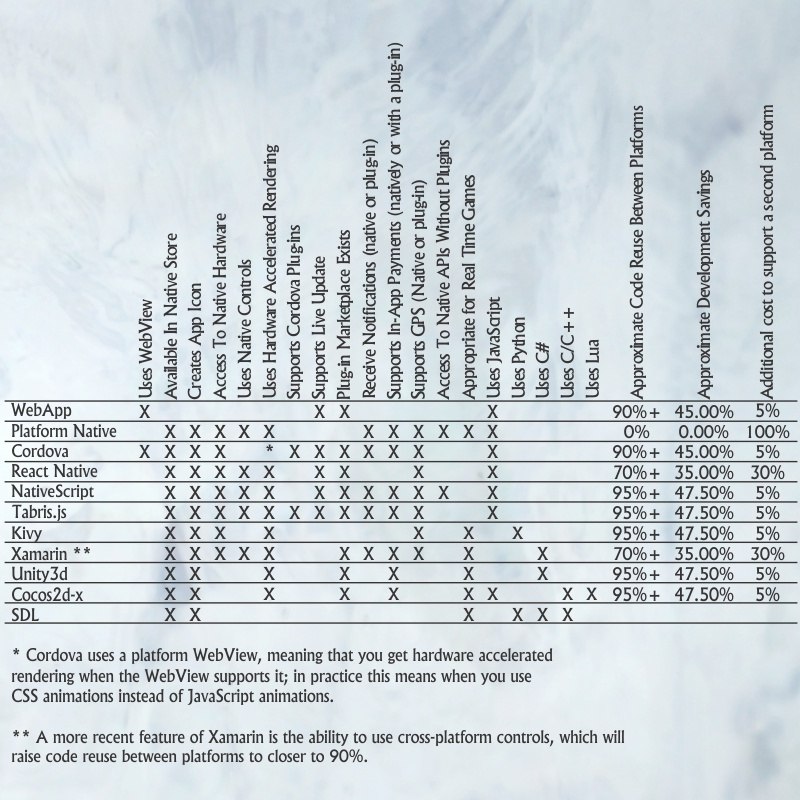 Uses WebView
Available In Native Store
Creates App Icon
Access To Native Hardware
Uses Native Controls
Uses Hardware Accelerated Rendering
Supports Cordova Plug-ins
Supports Live Update
Plug-in Marketplace Exists
Receive Notifications (native or plug-in)
Supports In-App Payments (natively or with a plug-in)
Supports GPS (Native or plug-in)
Access To Native APIs Without Plugins
Appropriate for Real Time Games
Uses JavaScript
Uses Python
Uses C#
Uses C/C++
Uses Lua
Approximate Code Reuse Between Platforms
Approximate Development Savings
Additional cost to support a second platform
WebApp X X X X 90%+ 45.00% 5%
Platform Native X X X X X X X X X X X 0% 0.00% 100%
Cordova X X X X * X X X X X X X 90%+ 45.00% 5%
React Native X X X X X X X X X 70%+ 35.00% 30%
NativeScript X X X X X X X X X X X X 95%+ 47.50% 5%
Tabris.js X X X X X X X X X X X X 95%+ 47.50% 5%
Kivy X X X X X X X 95%+ 47.50% 5%
Xamarin ** X X X X X X X X X X X 70%+ 35.00% 30%
Unity3d X X X X X X X 95%+ 47.50% 5%
Cocos2d-x X X X X X X X X X 95%+ 47.50% 5%
SDL X X X X X X
* Cordova uses a platform WebView, meaning that you get hardware accelerated
rendering when the WebView supports it; in practice this means when you use
CSS animations instead of JavaScript animations.
** A more recent feature of Xamarin is the ability to use cross-platform controls, which will
raise code reuse between platforms to closer to 90%.